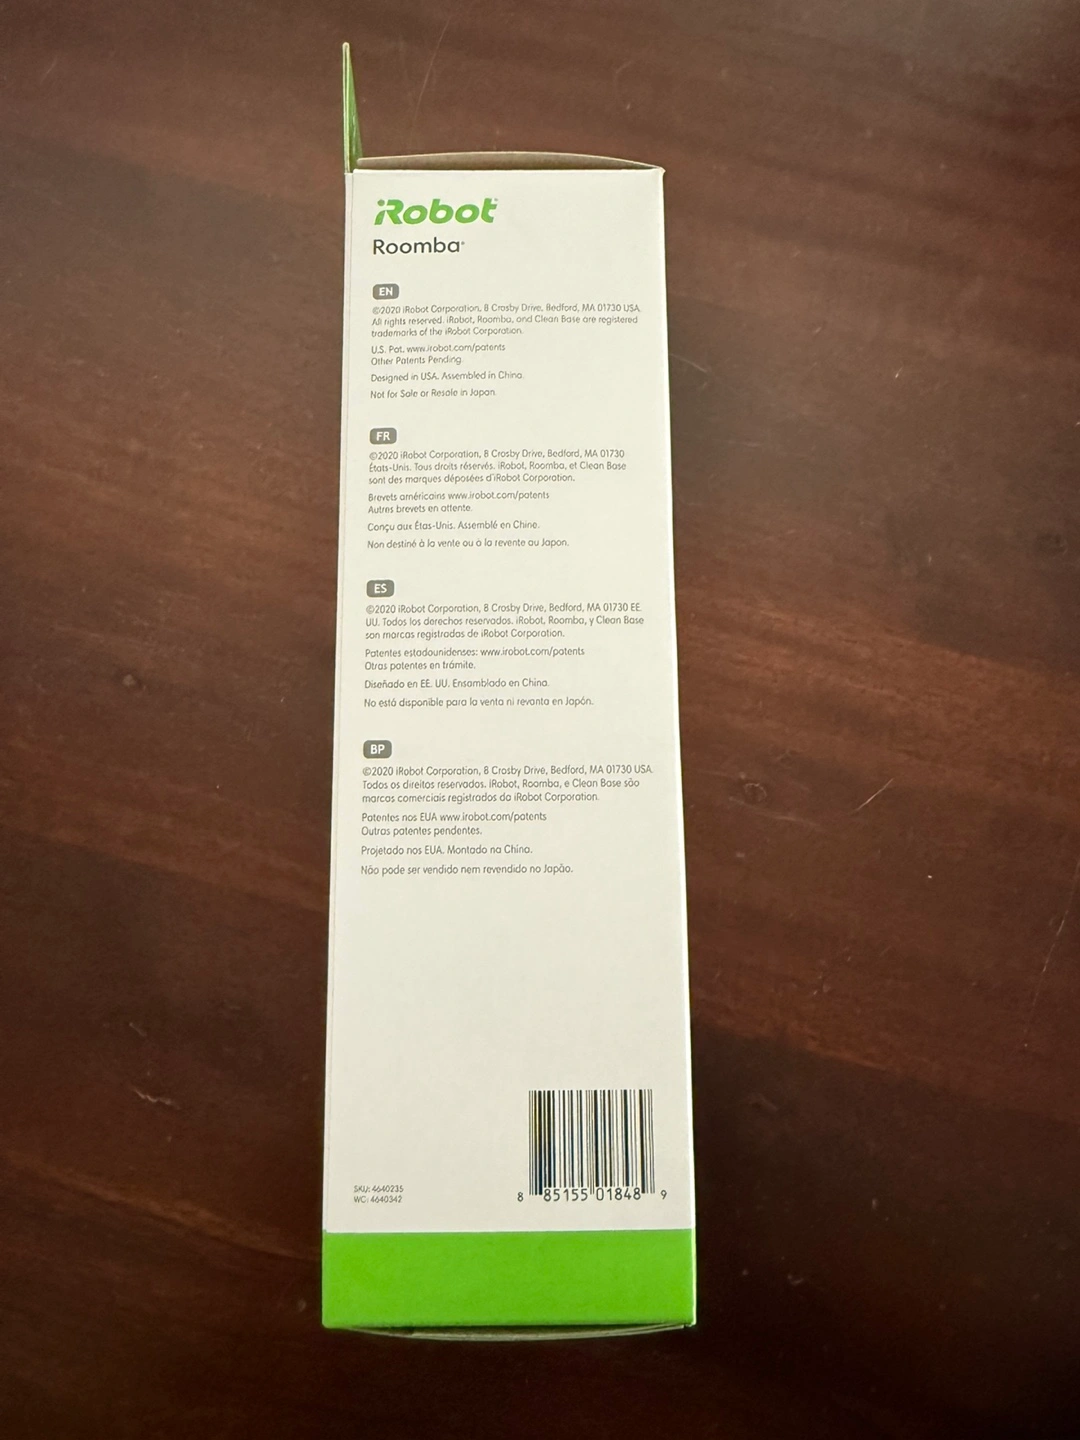 iRobot
Roomba®
EN
©2020 iRobot Corporation, 8 Crosby Drive, Bedford, MA 01730 USA.
All rights reserved. iRobot, Roomba, and Clean Base are registered
trademarks of the iRobot Corporation.
U.S. Pat. www.irobot.com/patents
Other Patents Pending.
Designed in USA. Assembled in China.
Not for Sale or Resale in Japan.
FR
©2020 iRobot Corporation, 8 Crosby Drive, Bedford, MA 01730
États-Unis. Tous droits réservés. iRobot, Roomba, et Clean Base
sont des marques déposées d'iRobot Corporation.
Brevets américains www.irobot.com/patents
Autres brevets en attente.
Conçu aux Étas-Unis. Assemblé en Chine.
Non destiné à la vente ou à la revente au Japon.
ES
©2020 iRobot Corporation, 8 Crosby Drive, Bedford, MA 01730 EE.
UU. Todos los derechos reservados. iRobot, Roomba, y Clean Base
son marcas registradas de iRobot Corporation.
Patentes estadounidenses: www.irobot.com/patents
Otras patentes en trámite.
Diseñado en EE. UU. Ensamblado en China.
No está disponible para la venta ni revanta en Japón.
BP
©2020 iRobot Corporation, 8 Crosby Drive, Bedford, MA 01730 USA.
Todos os direitos reservados. iRobot, Roomba, e Clean Base são
marcas comerciais registradas da iRobot Corporation.
Patentes nos EUA www.irobot.com/patents
Outras patentes pendentes.
Projetado nos EUA. Montado na China.
Não pode ser vendido nem revendido no Japão.
SKU: 4640235
WC: 4640342
8 85155 01848 9